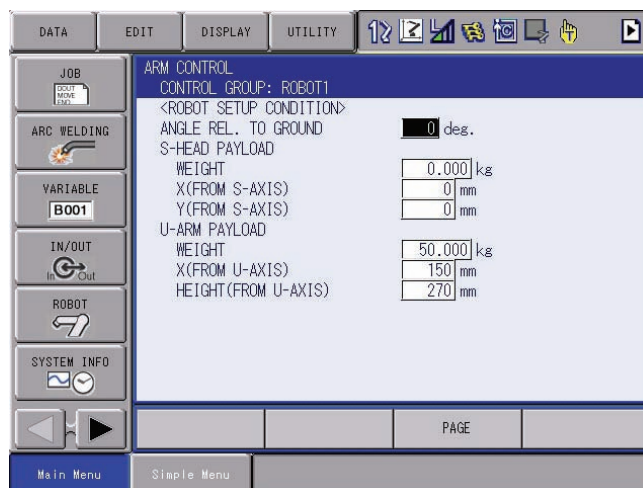 DATA
EDIT
DISPLAY
UTILITY
JOB
DOUT
MOVE
END
ARC WELDING
VARIABLE
B001
IN/OUT
In Out
ROBOT
SYSTEM INFO
ARM CONTROL
CONTROL GROUP: ROBOT1
<ROBOT SETUP CONDITION>
ANGLE REL. TO GROUND 0 deg.
S-HEAD PAYLOAD
WEIGHT 0.000 kg
X(FROM S-AXIS) 0 mm
Y(FROM S-AXIS) 0 mm
U-ARM PAYLOAD
WEIGHT 50.000 kg
X(FROM U-AXIS) 150 mm
HEIGHT(FROM U-AXIS) 270 mm
PAGE
Main Menu
Simple Menu